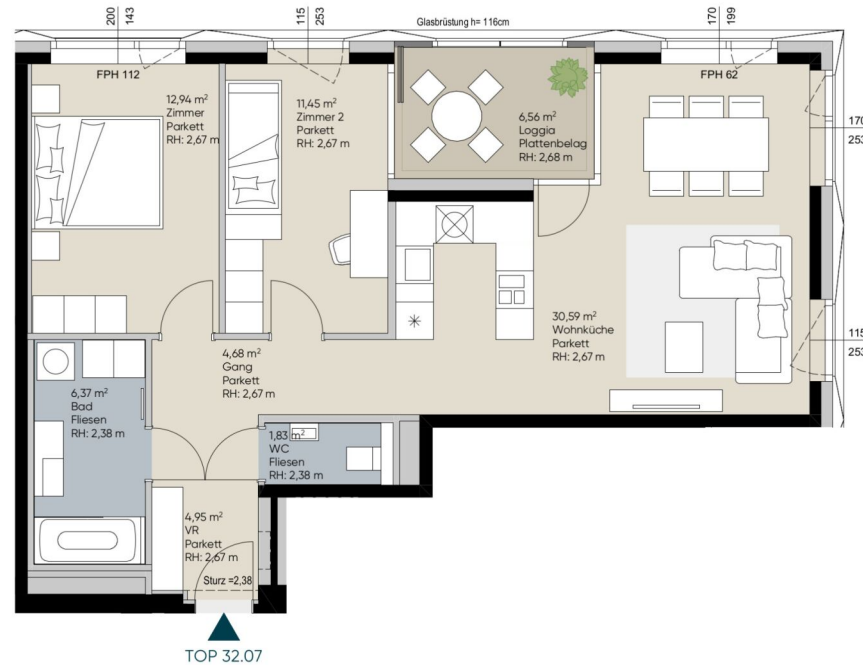 200
143
115
253
Glasbrüstung h= 116cm
170
199
FPH 112
FPH 62
12,94 m²
Zimmer
Parkett
RH: 2,67 m
11,45 m²
Zimmer 2
Parkett
RH: 2,67 m
6,56 m²
Loggia
Plattenbelag
RH: 2,68 m
170
253
30,59 m²
Wohnküche
Parkett
RH: 2,67 m
115
253
4,68 m²
Gang
Parkett
RH: 2,67 m
6,37 m²
Bad
Fliesen
RH: 2,38 m
1,83 m²
WC
Fliesen
RH: 2,38 m
4,95 m²
VR
Parkett
RH: 2,67 m
Sturz =2,38
TOP 32.07